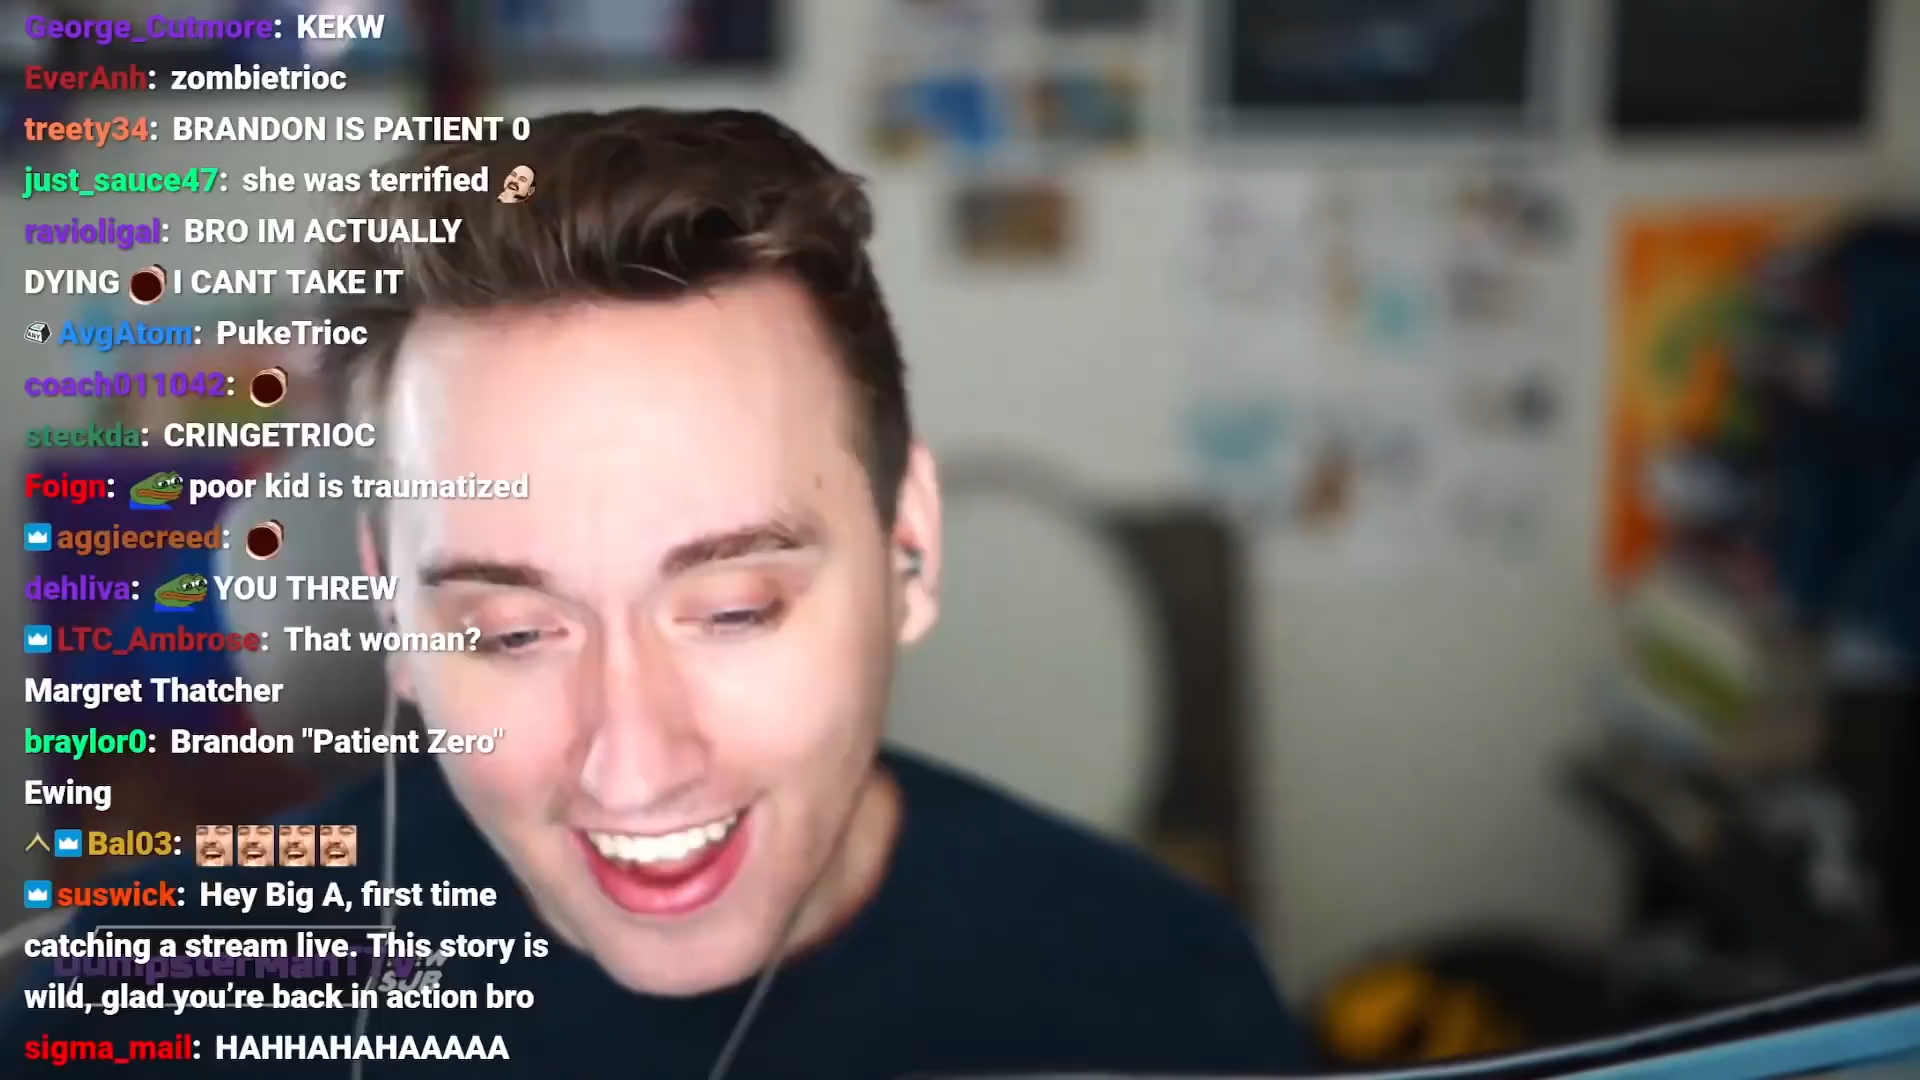 George_Cutmore: KEKW
EverAnh: zombietrioc
treety34: BRANDON IS PATIENT 0
just_sauce47: she was terrified
ravioligal: BRO IM ACTUALLY
DYING I CANT TAKE IT
ANY AvgAtom: PukeTrioc
coach011042:
steckda: CRINGETRIOC
Foign: poor kid is traumatized
aggiecreed:
dehliva: YOU THREW
LTC_Ambrose: That woman?
Margret Thatcher
braylor0: Brandon "Patient Zero"
Ewing
Bal03:
suswick: Hey Big A, first time
catching a stream live. This story is
DumpsterManTV
SUB
wild, glad you’re back in action bro
sigma_mail: HAHHAHAHAAAAA